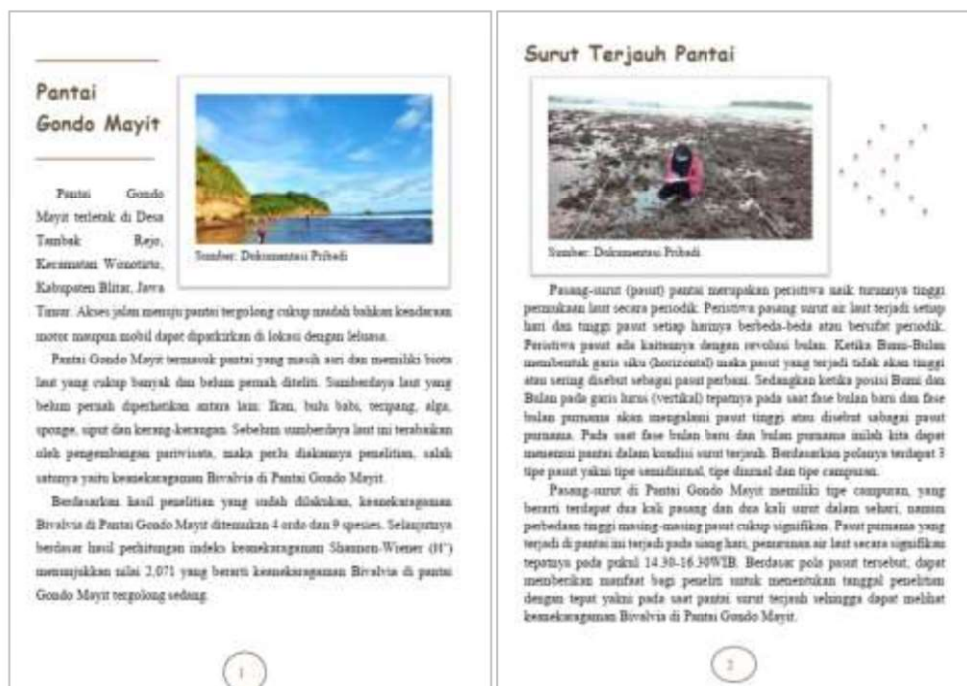 Pantai
Gondo Mayit
Sumber: Dokumentasi Pribadi
Pantai Gondo
Mayit terletak di Desa
Tambak Rejo,
Kecamatan Wonotirto,
Kabupaten Blitar, Jawa
Timur. Akses jalan menuju pantai tergolong cukup mudah bahkan kendaraan
motor maupun mobil dapat diparkirkan di lokasi dengan leluasa.
Pantai Gondo Mayit termasuk pantai yang masih asri dan memiliki biota
laut yang cukup banyak dan belum pernah diteliti. Sumberdaya laut yang
belum pernah diperhatikan antara lain: Ikan, bulu babi, teripang, alga,
sponge, siput dan kerang-kerangan. Sebelum sumberdaya laut ini terabaikan
oleh pengembangan pariwisata, maka perlu diakannya penelitian, salah
satunya yaitu keanekaragaman Bivalvia di Pantai Gondo Mayit.
Berdasarkan hasil penelitian yang sudah dilakukan, keanekaragaman
Bivalvia di Pantai Gondo Mayit ditemukan 4 ordo dan 9 spesies. Selanjutnya
berdasar hasil perhitungan indeks keanekaragaman Shannon-Wiener (H')
menunjukkan nilai 2,071 yang berarti keanekaragaman Bivalvia di pantai
Gondo Mayit tergolong sedang.
1
Surut Terjauh Pantai
Sumber: Dokumentasi Pribadi
Pasang-surut (pasut) pantai merupakan peristiwa naik turunnya tinggi
permukaan laut secara periodik. Peristiwa pasang surut air laut terjadi setiap
hari dan tinggi pasut setiap harinya berbeda-beda atau bersifat periodik.
Peristiwa pasut ada kaitannya dengan revolusi bulan. Ketika Bumi-Bulan
membentuk garis siku (horizontal) maka pasut yang terjadi tidak akan tinggi
atau sering disebut sebagai pasut perbani. Sedangkan ketika posisi Bumi dan
Bulan pada garis lurus (vertikal) tepatnya pada saat fase bulan baru dan fase
bulan purnama akan mengalami pasut tinggi atau disebut sabagai pasut
purnama. Pada saat fase bulan baru dan bulan purnama inilah kita dapat
menemui pantai dalam kondisi surut terjauh. Berdasarkan polanya terdapat 3
tipe pasut yakni tipe semidiurnal, tipe diurnal dan tipe campuran.
Pasang-surut di Pantai Gondo Mayit memiliki tipe campuran, yang
berarti terdapat dua kali pasang dan dua kali surut dalam sehari, namun
perbedaan tinggi masing-masing pasut cukup signifikan. Pasut purnama yang
terjadi di pantai ini terjadi pada siang hari, penurunan air laut secara signifikan
tepatnya pada pukul 14.30-16.30WIB. Berdasar pola pasut tersebut, dapat
memberikan manfaat bagi peneliti untuk menentukan tanggal penelitian
dengan tepat yakni pada saat pantai surut terjauh sehingga dapat melihat
keanekaragaman Bivalvia di Pantai Gondo Mayit.
2